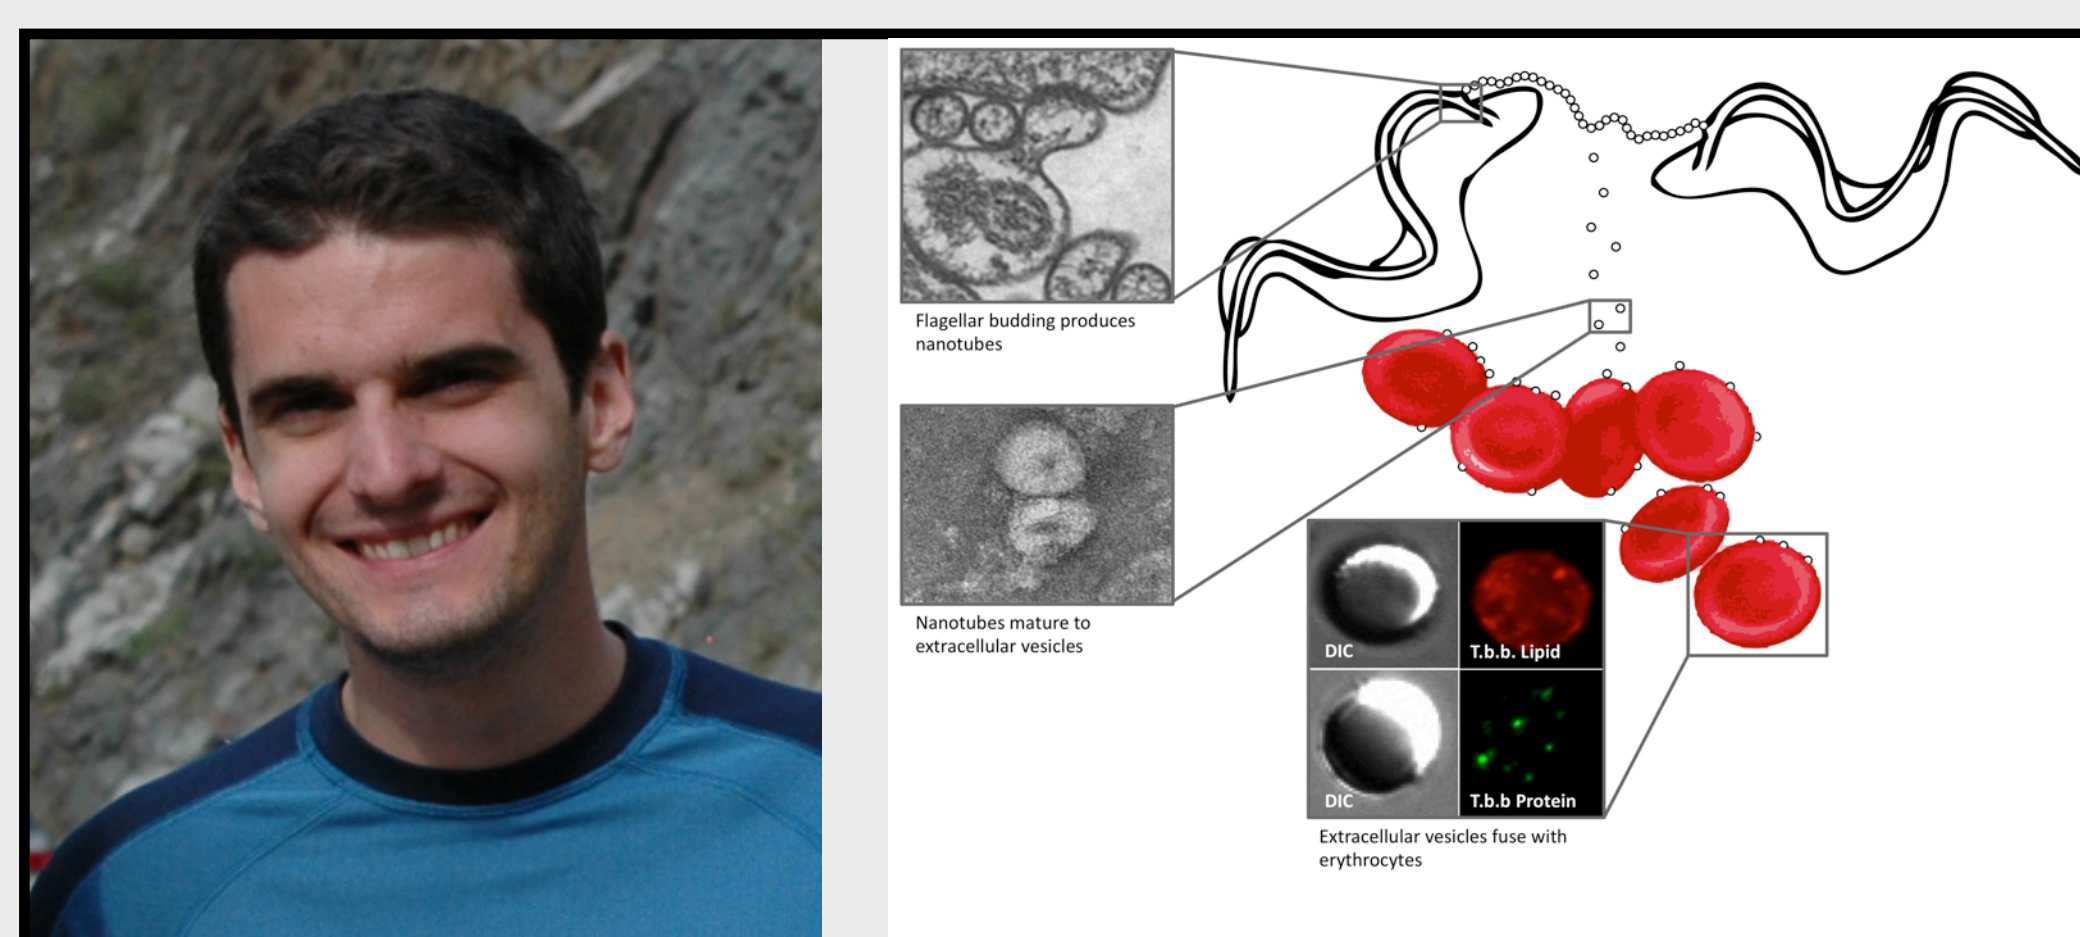 Flagellar budding produces
nanotubes
Nanotubes mature to
extracellular vesicles
DIC
T.b.b. Lipid
DIC
T.b.b Protein
Extracellular vesicles fuse with
erythrocytes